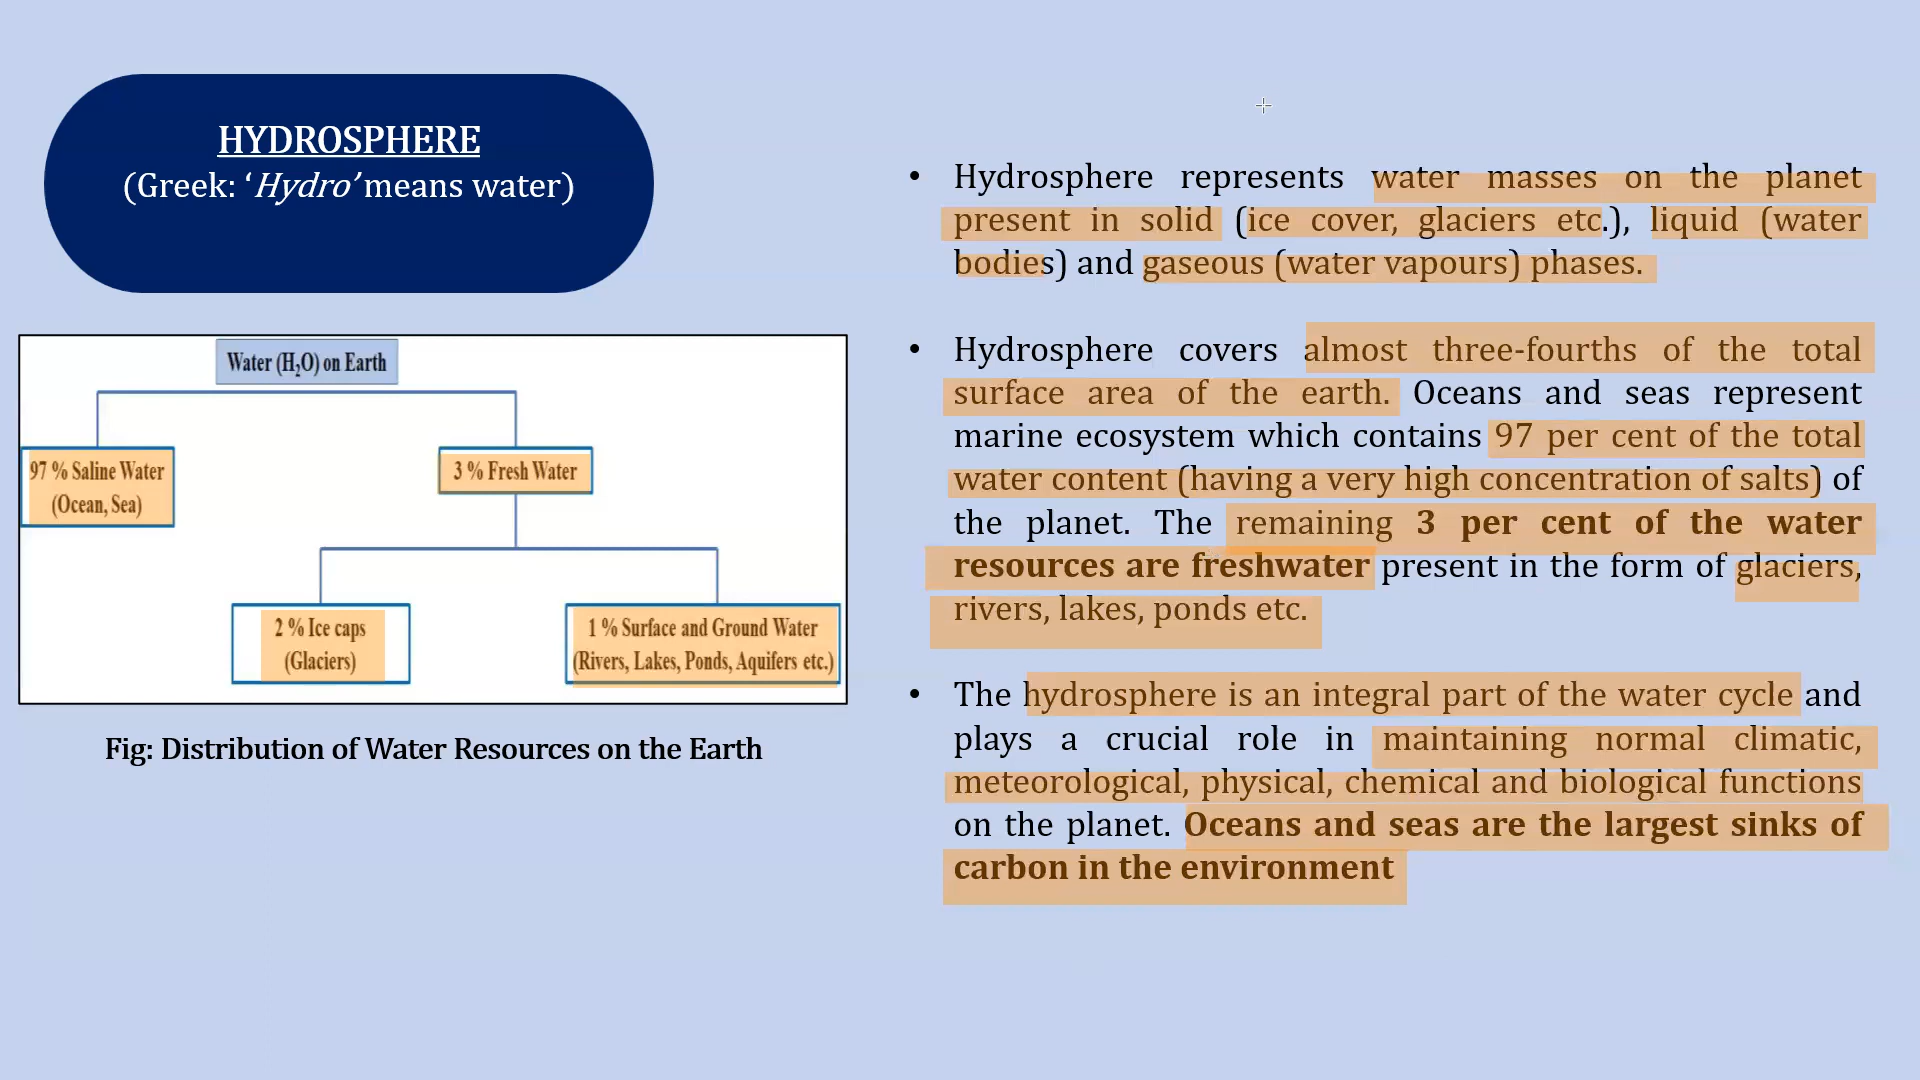 HYDROSPHERE
(Greek: ‘Hydro’ means water)
Water (H₂O) on Earth
97 % Saline Water
(Ocean, Sea)
3 % Fresh Water
2 % Ice caps
(Glaciers)
1 % Surface and Ground Water
(Rivers, Lakes, Ponds, Aquifers etc.)
Fig: Distribution of Water Resources on the Earth
• Hydrosphere represents water masses on the planet
present in solid (ice cover, glaciers etc.), liquid (water
bodies) and gaseous (water vapours) phases.
• Hydrosphere covers almost three-fourths of the total
surface area of the earth. Oceans and seas represent
marine ecosystem which contains 97 per cent of the total
water content (having a very high concentration of salts) of
the planet. The remaining 3 per cent of the water
resources are freshwater present in the form of glaciers,
rivers, lakes, ponds etc.
• The hydrosphere is an integral part of the water cycle and
plays a crucial role in maintaining normal climatic,
meteorological, physical, chemical and biological functions
on the planet. Oceans and seas are the largest sinks of
carbon in the environment